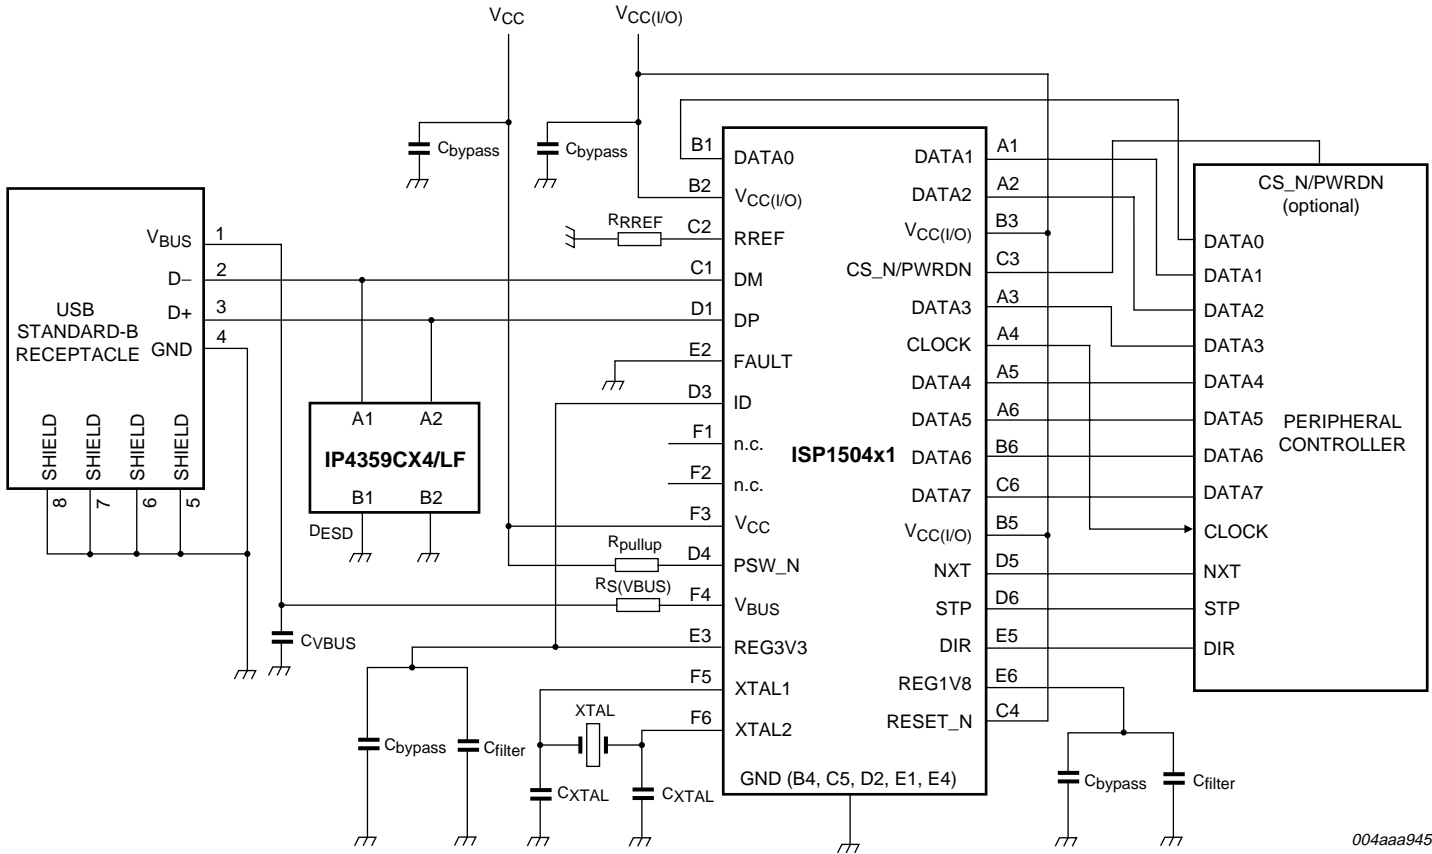 VCC
VCC(I/O)
Cbypass
Cbypass
USB
STANDARD-B
RECEPTACLE
VBUS
D−
D+
GND
1
2
3
4
SHIELD
SHIELD
SHIELD
SHIELD
8
7
6
5
A1
A2
IP4359CX4/LF
B1
B2
DESD
CVBUS
RRREF
Rpullup
RS(VBUS)
Cbypass
Cfilter
XTAL
CXTAL
CXTAL
ISP1504x1
B1 DATA0
B2 VCC(I/O)
C2 RREF
C1 DM
D1 DP
E2 FAULT
D3 ID
F1 n.c.
F2 n.c.
F3 VCC
D4 PSW_N
F4 VBUS
E3 REG3V3
F5 XTAL1
F6 XTAL2
DATA1 A1
DATA2 A2
VCC(I/O) B3
CS_N/PWRDN C3
DATA3 A3
CLOCK A4
DATA4 A5
DATA5 A6
DATA6 B6
DATA7 C6
VCC(I/O) B5
NXT D5
STP D6
DIR E5
REG1V8 E6
RESET_N C4
GND (B4, C5, D2, E1, E4)
Cbypass
Cfilter
CS_N/PWRDN
(optional)
DATA0
DATA1
DATA2
DATA3
DATA4
DATA5
DATA6
DATA7
CLOCK
NXT
STP
DIR
PERIPHERAL
CONTROLLER
004aaa945